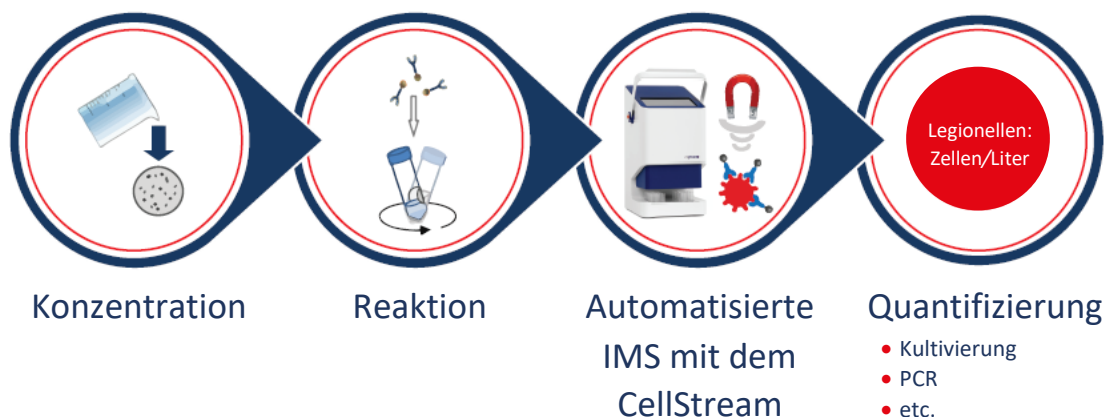 Legionellen:
Zellen/Liter
Konzentration
Reaktion
Automatisierte
IMS mit dem
CellStream
Quantifizierung
• Kultivierung
• PCR
• etc.